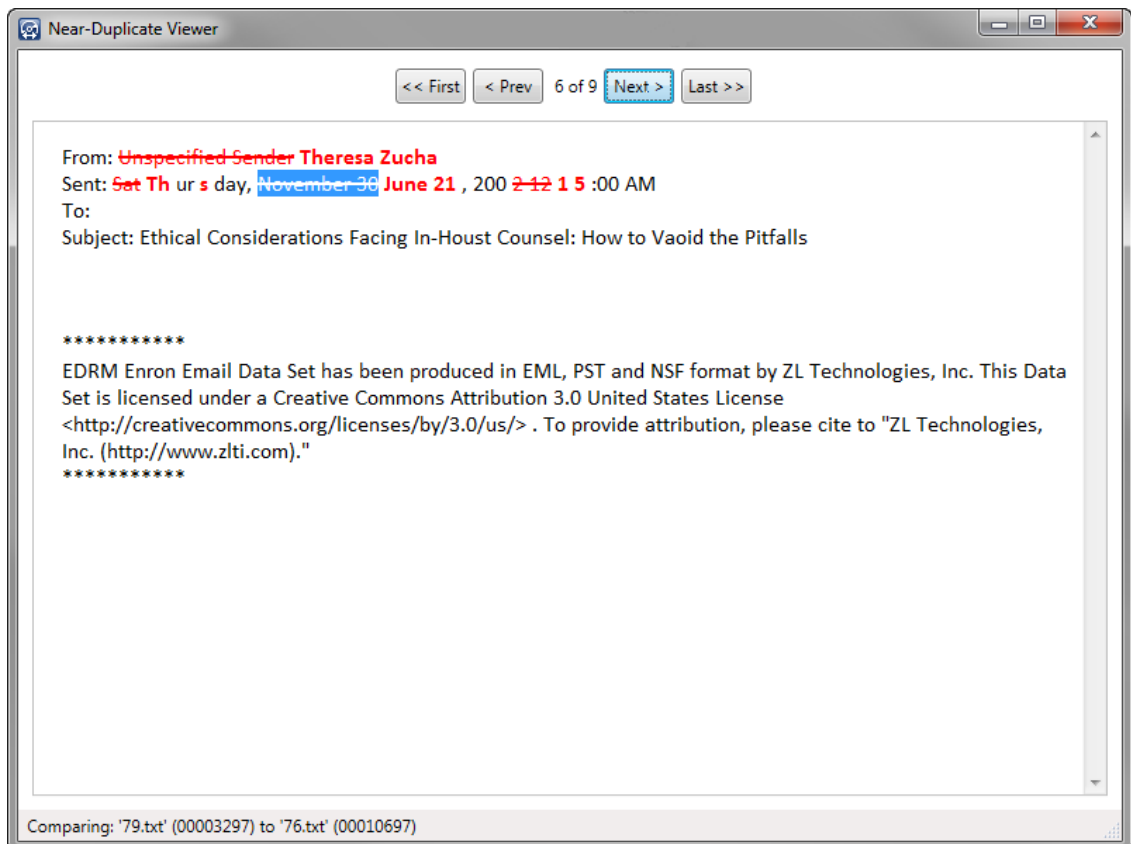 Near-Duplicate Viewer
<< First < Prev 6 of 9 Next > Last >>
From: Unspecified Sender Theresa Zucha
Sent: Sat Th ur s day, November 30 June 21 , 200 2 12 1 5 :00 AM
To:
Subject: Ethical Considerations Facing In-Houst Counsel: How to Vaoid the Pitfalls
***********
EDRM Enron Email Data Set has been produced in EML, PST and NSF format by ZL Technologies, Inc. This Data
Set is licensed under a Creative Commons Attribution 3.0 United States License
<http://creativecommons.org/licenses/by/3.0/us/> . To provide attribution, please cite to "ZL Technologies,
Inc. (http://www.zlti.com)."
***********
Comparing: '79.txt' (00003297) to '76.txt' (00010697)